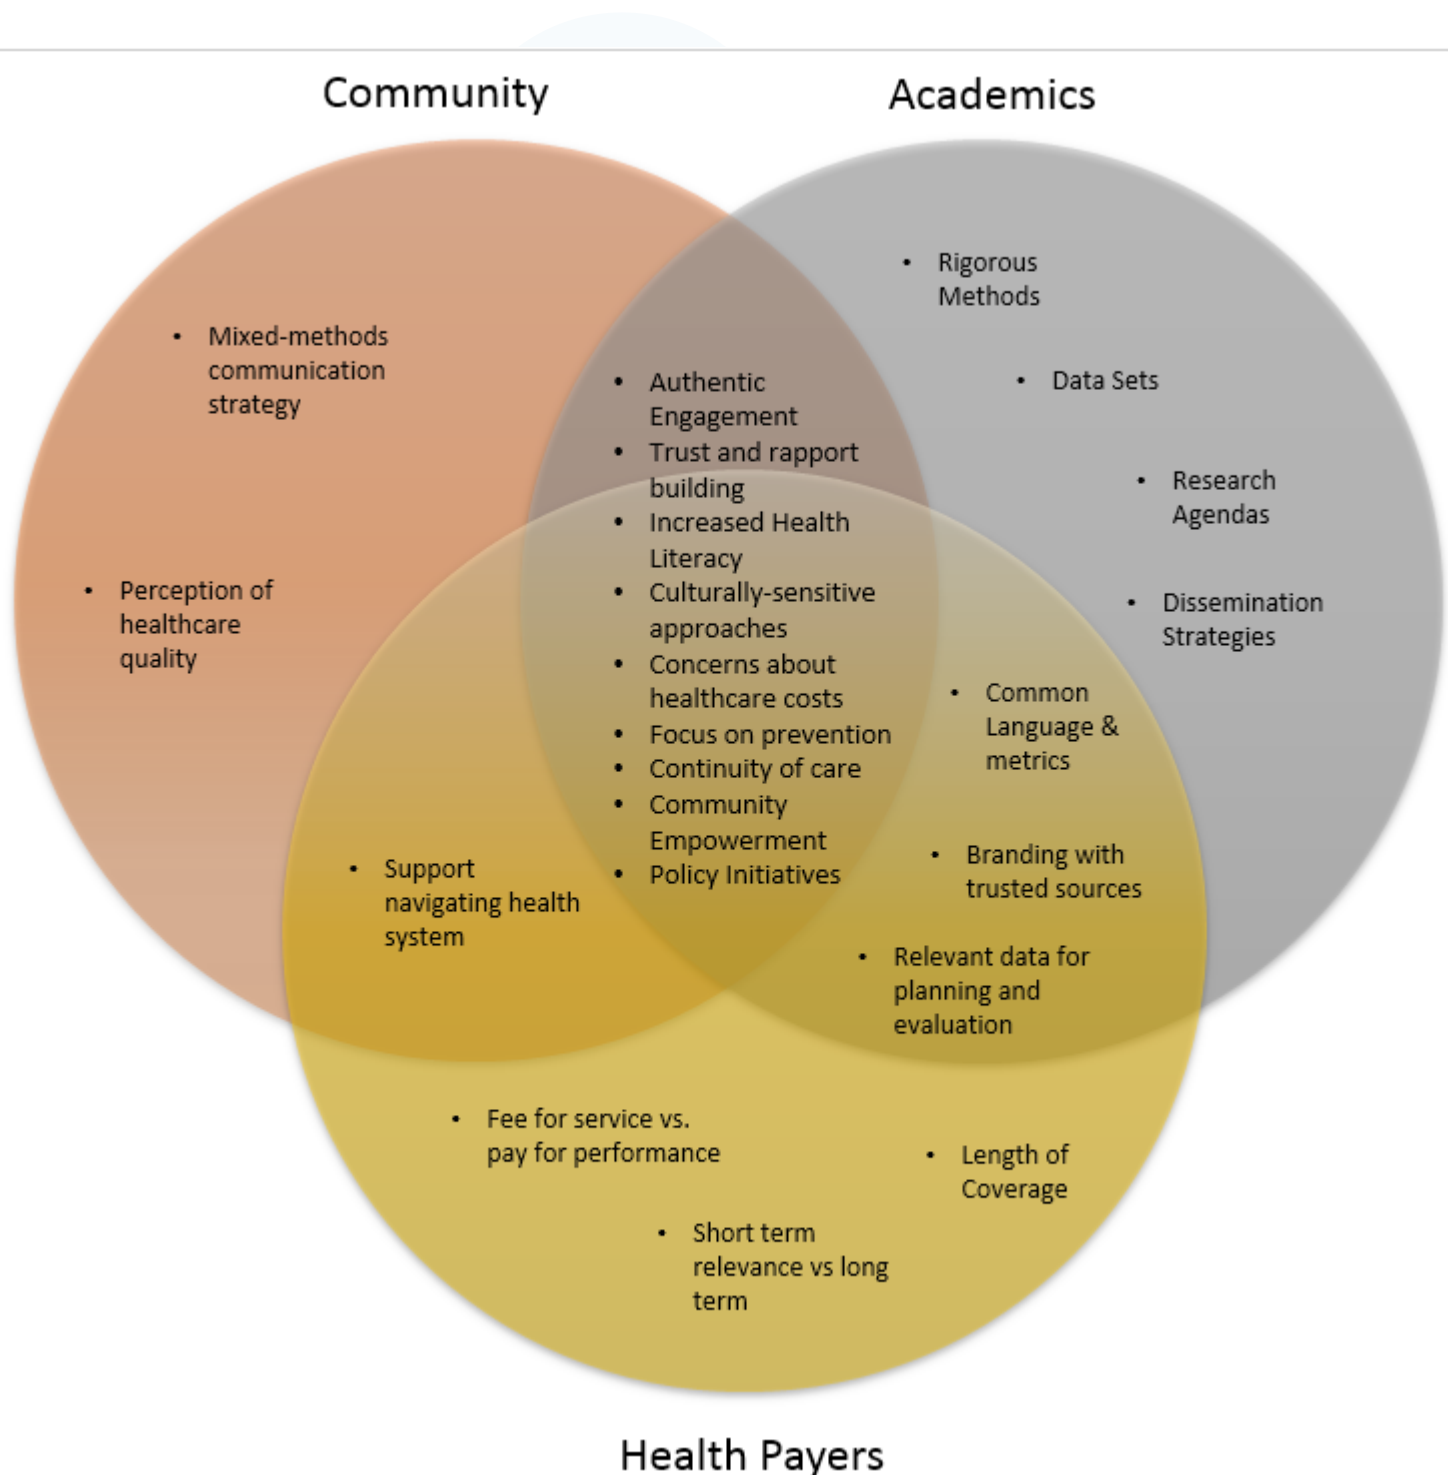 Community
Academics
• Mixed-methods
communication
strategy
• Perception of
healthcare
quality
• Rigorous
Methods
• Data Sets
• Research
Agendas
• Dissemination
Strategies
• Authentic
Engagement
• Trust and rapport
building
• Increased Health
Literacy
• Culturally-sensitive
approaches
• Concerns about
healthcare costs
• Focus on prevention
• Continuity of care
• Community
Empowerment
• Policy Initiatives
• Common
Language &
metrics
• Branding with
trusted sources
• Relevant data for
planning and
evaluation
• Support
navigating health
system
• Fee for service vs.
pay for performance
• Length of
Coverage
• Short term
relevance vs long
term
Health Payers